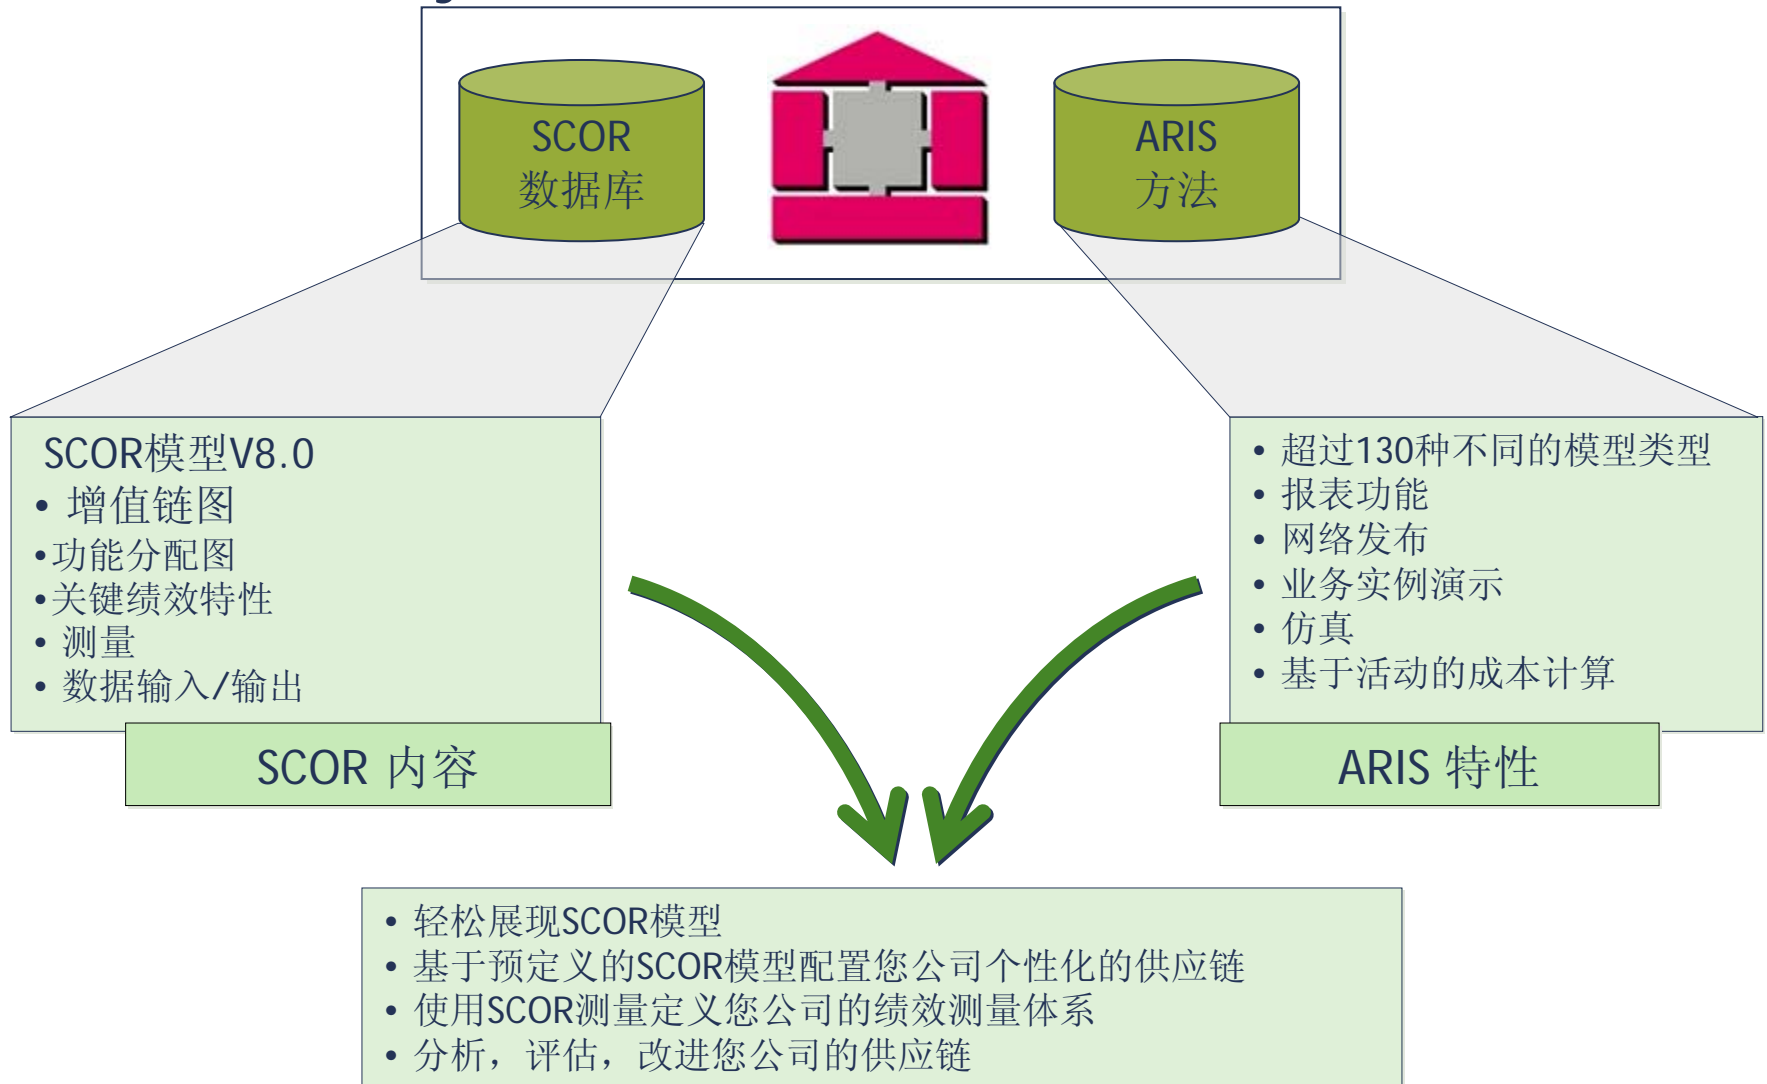 SCOR
数据库
ARIS
方法
SCOR模型V8.0
• 增值链图
•功能分配图
•关键绩效特性
• 测量
• 数据输入/输出
SCOR 内容
• 超过130种不同的模型类型
• 报表功能
• 网络发布
• 业务实例演示
• 仿真
• 基于活动的成本计算
ARIS 特性
• 轻松展现SCOR模型
• 基于预定义的SCOR模型配置您公司个性化的供应链
• 使用SCOR测量定义您公司的绩效测量体系
• 分析，评估，改进您公司的供应链